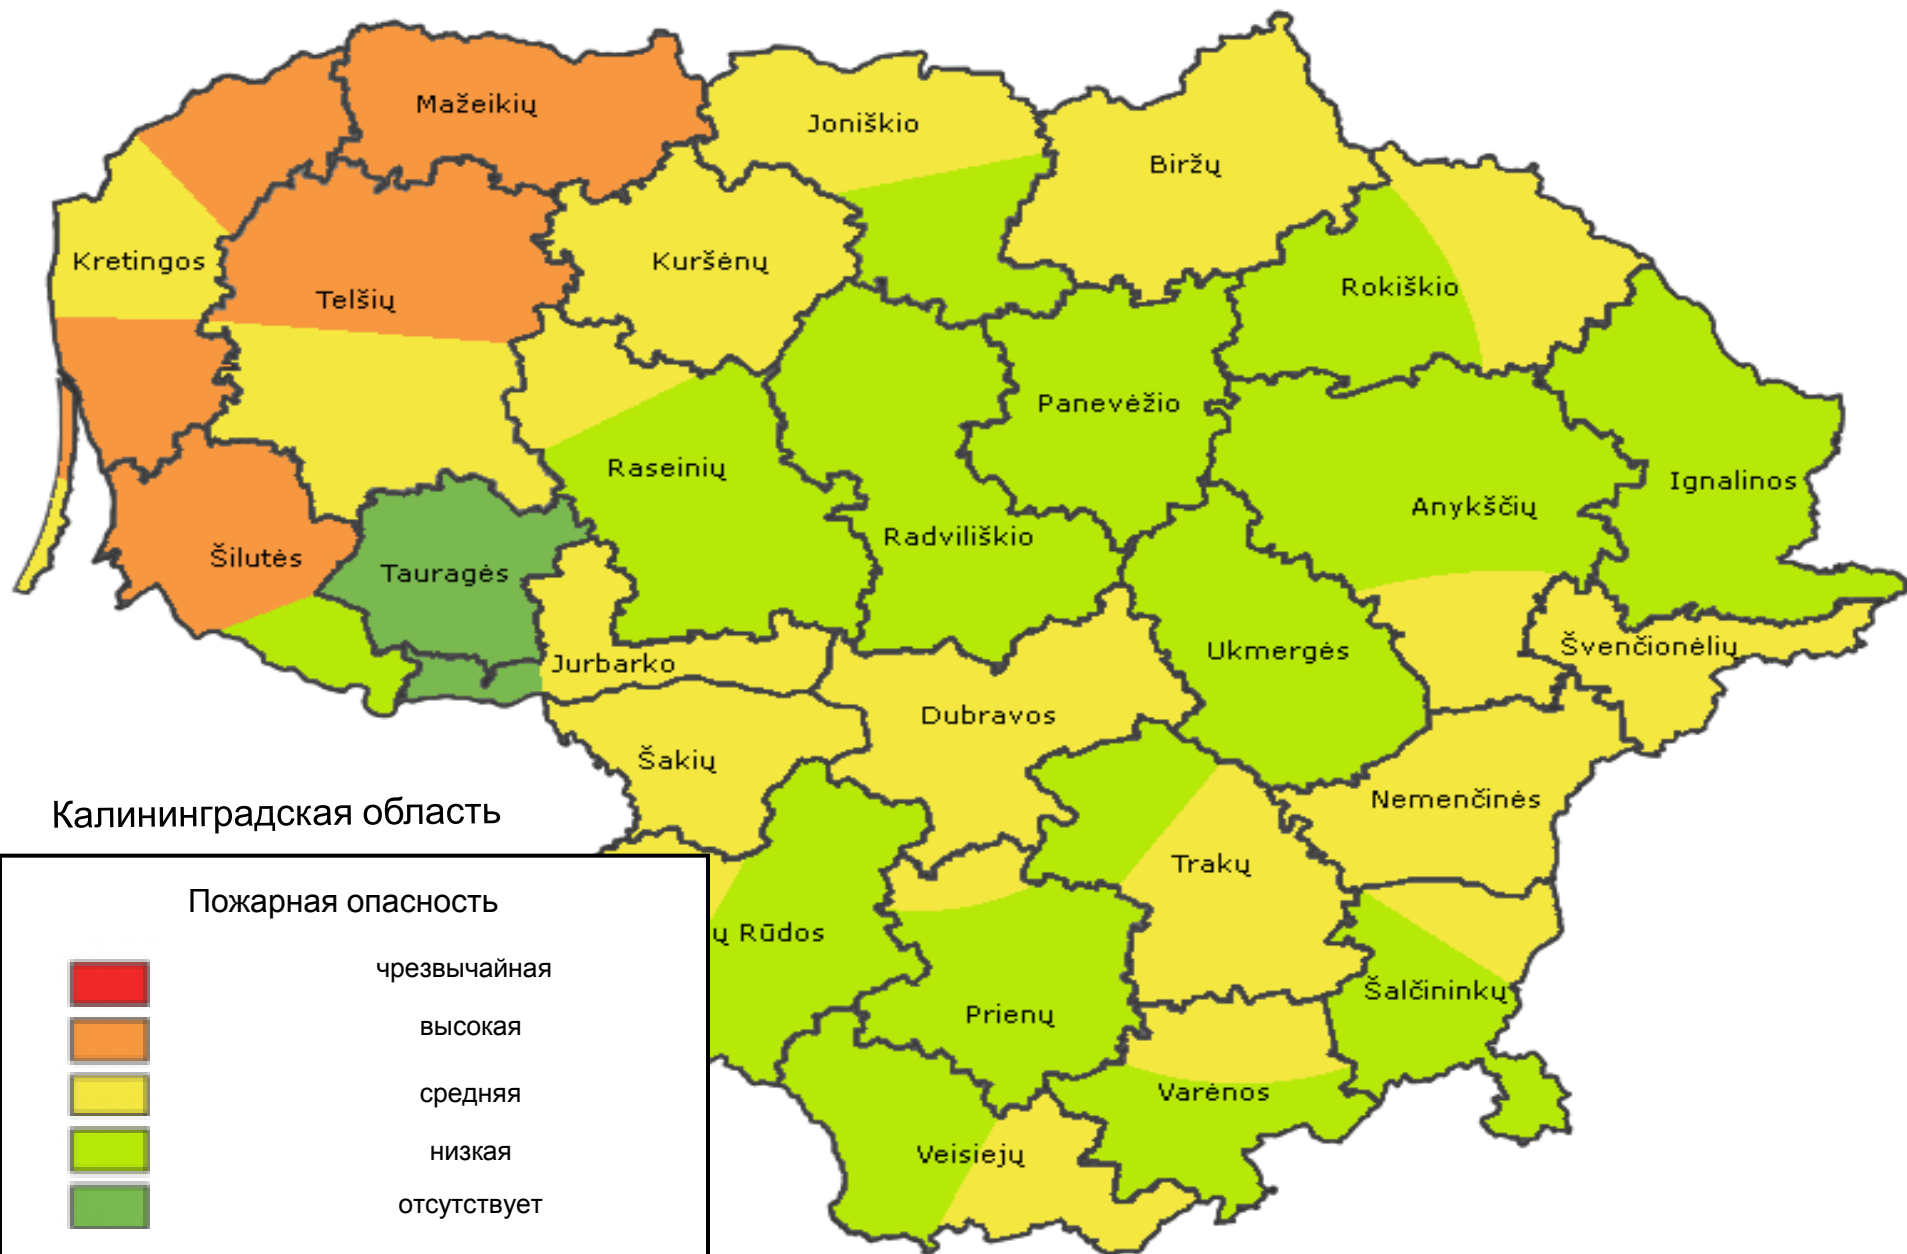 Mažeikių
Joniškio
Biržų
Kretingos
Telšių
Kuršėnų
Rokiškio
Panevėžio
Raseinių
Ignalinos
Anykščių
Radviliškio
Šilutės
Tauragės
Jurbarko
Ukmergės
Švenčionėlių
Dubravos
Šakių
Nemenčinės
Калининградская область
Trakų
Пожарная опасность
ų Rūdos
чрезвычайная
Šalčininkų
Prienų
высокая
средняя
Varėnos
низкая
Veisiejų
отсутствует